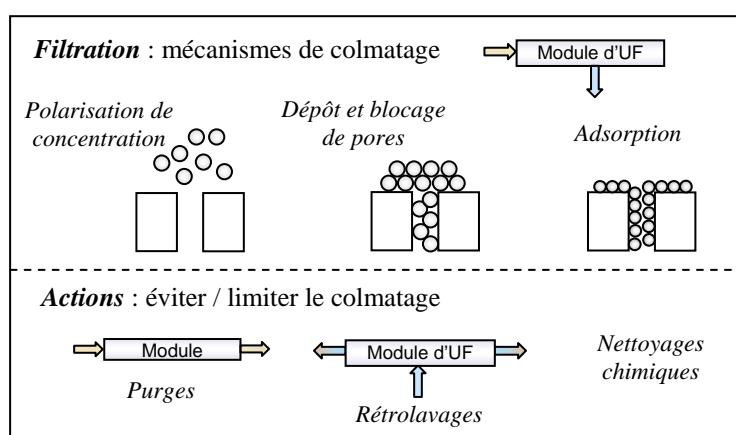 Filtration : mécanismes de colmatage
Module d'UF
Polarisation de
concentration
Dépôt et blocage
de pores
Adsorption
Actions : éviter / limiter le colmatage
Module
Purges
Module d'UF
Rétrolavages
Nettoyages
chimiques